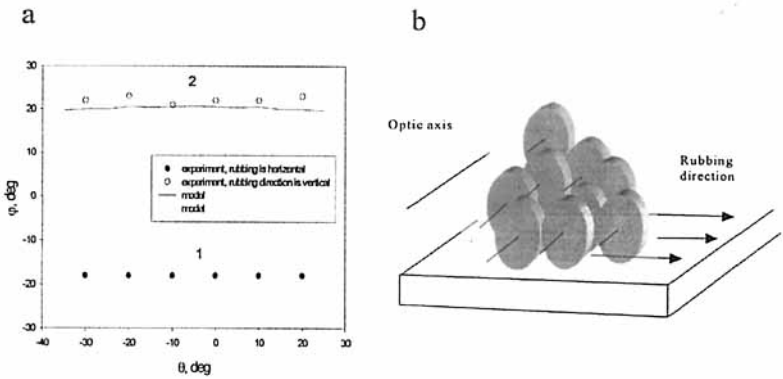 a
b
30
20
10
0
-10
-20
-30
φ, deg
-40
-30
-20
-10
0
10
20
30
θ, deg
2
1
experiment, rubbing is horizontal
experiment, rubbing direction is vertical
model
model
Optic axis
Rubbing
direction